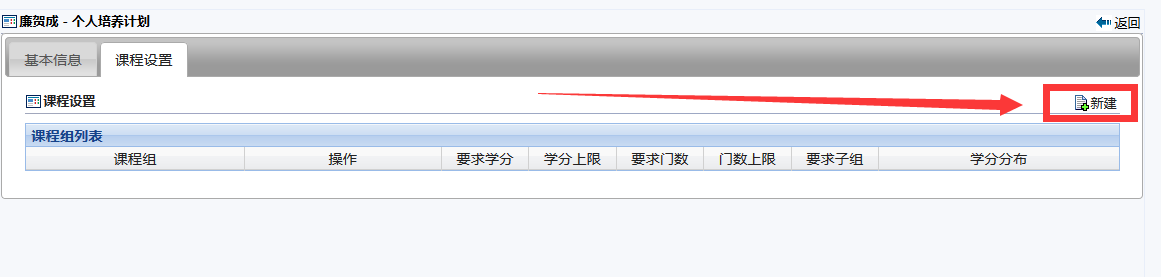 廉贺成 - 个人培养计划
返回
基本信息 课程设置
课程设置
新建
课程组列表
课程组 操作 要求学分 学分上限 要求门数 门数上限 要求子组 学分分布